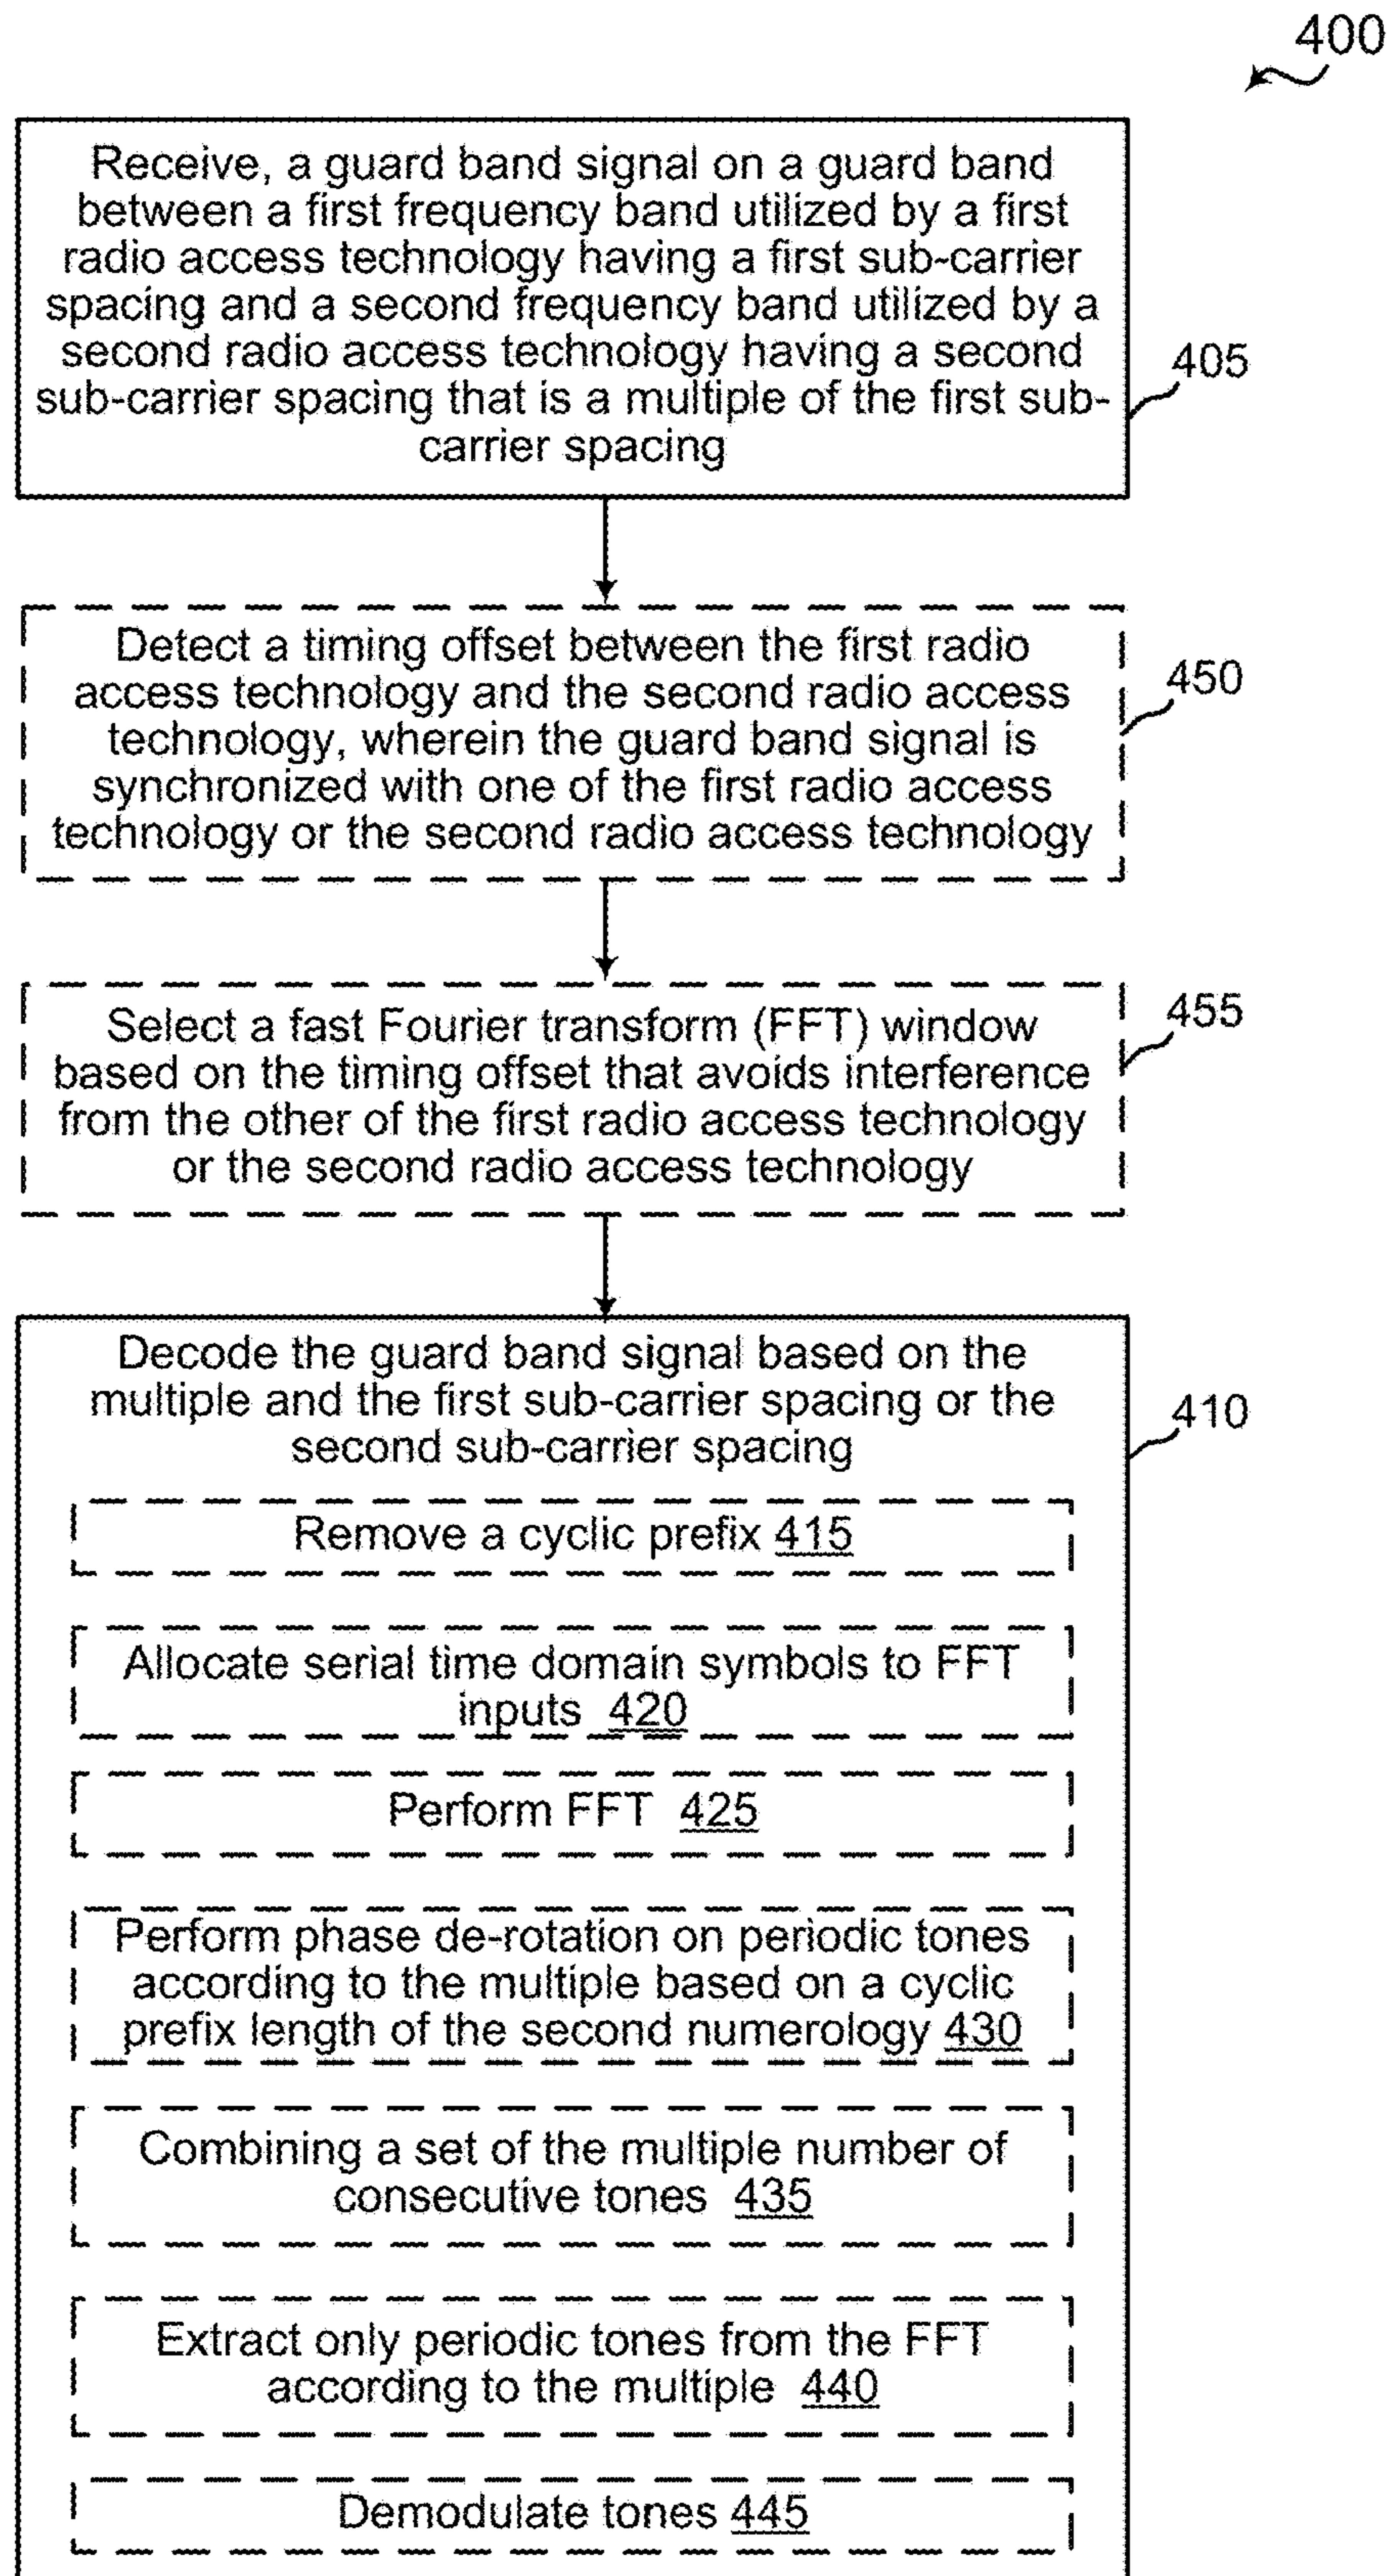 400
Receive, a guard band signal on a guard band
between a first frequency band utilized by a first
radio access technology having a first sub-carrier
spacing and a second frequency band utilized by a
second radio access technology having a second
sub-carrier spacing that is a multiple of the first sub-
carrier spacing
405
Detect a timing offset between the first radio
access technology and the second radio access
technology, wherein the guard band signal is
synchronized with one of the first radio access
technology or the second radio access technology
450
Select a fast Fourier transform (FFT) window
based on the timing offset that avoids interference
from the other of the first radio access technology
or the second radio access technology
455
Decode the guard band signal based on the
multiple and the first sub-carrier spacing or the
second sub-carrier spacing
410
Remove a cyclic prefix 415
Allocate serial time domain symbols to FFT
inputs 420
Perform FFT 425
Perform phase de-rotation on periodic tones
according to the multiple based on a cyclic
prefix length of the second numerology 430
Combining a set of the multiple number of
consecutive tones 435
Extract only periodic tones from the FFT
according to the multiple 440
Demodulate tones 445